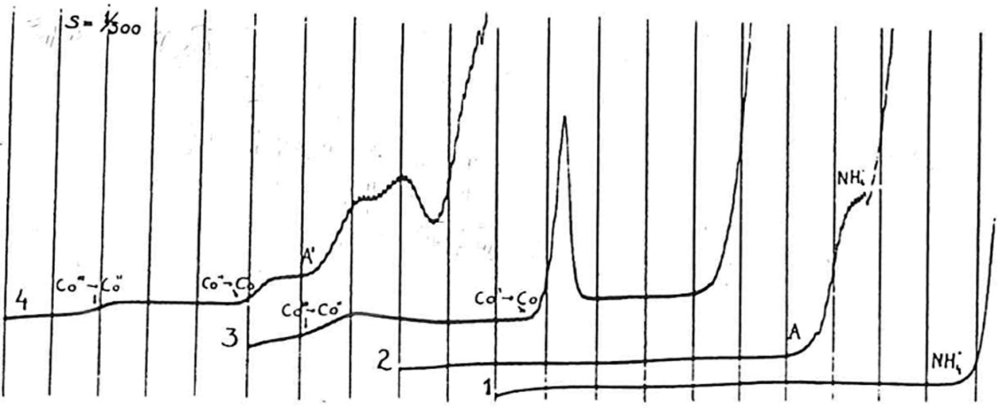 S= 1/300
NH₄˙
A'
Co‴→Co″
Co″→Co
4
Co″→Co
Co‴→Co″
3
A
2
NH₄˙
1